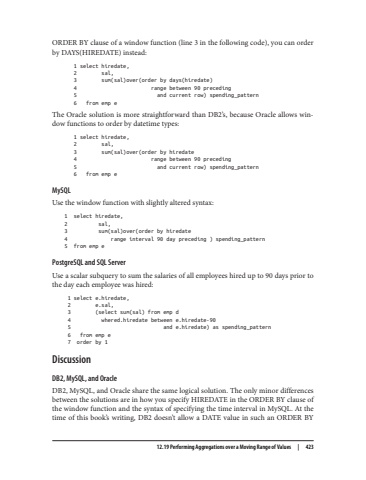 ORDER BY clause of a window function (line 3 in the following code), you can order
by DAYS(HIREDATE) instead:
1 select hiredate,
2 sal,
3 sum(sal)over(order by days(hiredate)
4 range between 90 preceding
5 and current row) spending_pattern
6 from emp e
The Oracle solution is more straightforward than DB2's, because Oracle allows win-
dow functions to order by datetime types:
1 select hiredate,
2 sal,
3 sum(sal)over(order by hiredate
4 range between 90 preceding
5 and current row) spending_pattern
6 from emp e
MySQL
Use the window function with slightly altered syntax:
1 select hiredate,
2 sal,
3 sum(sal)over(order by hiredate
4 range interval 90 day preceding ) spending_pattern
5 from emp e
PostgreSQL and SQL Server
Use a scalar subquery to sum the salaries of all employees hired up to 90 days prior to
the day each employee was hired:
1 select e.hiredate,
2 e.sal,
3 (select sum(sal) from emp d
4 whered.hiredate between e.hiredate-90
5 and e.hiredate) as spending_pattern
6 from emp e
7 order by 1
Discussion
DB2, MySQL, and Oracle
DB2, MySQL, and Oracle share the same logical solution. The only minor differences
between the solutions are in how you specify HIREDATE in the ORDER BY clause of
the window function and the syntax of specifying the time interval in MySQL. At the
time of this book's writing, DB2 doesn't allow a DATE value in such an ORDER BY
12.19 Performing Aggregations over a Moving Range of Values | 423